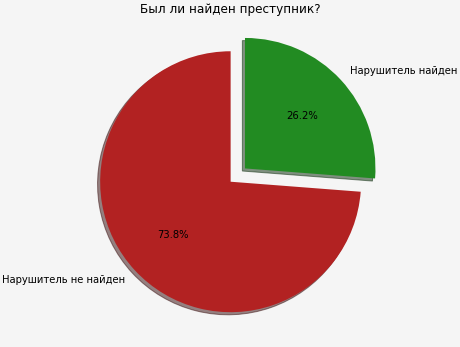 Был ли найден преступник?
Нарушитель найден
26.2%
73.8%
Нарушитель не найден